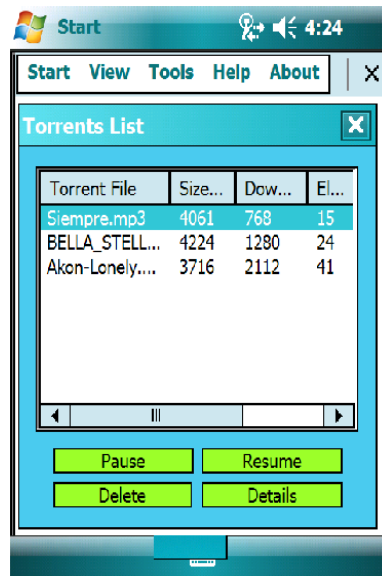 Start 4:24
Start View Tools Help About X
Torrents List X
Torrent File Size... Dow... El...
Siempre.mp3 4061 768 15
BELLA_STELL... 4224 1280 24
Akon-Lonely.... 3716 2112 41
Pause Resume
Delete Details